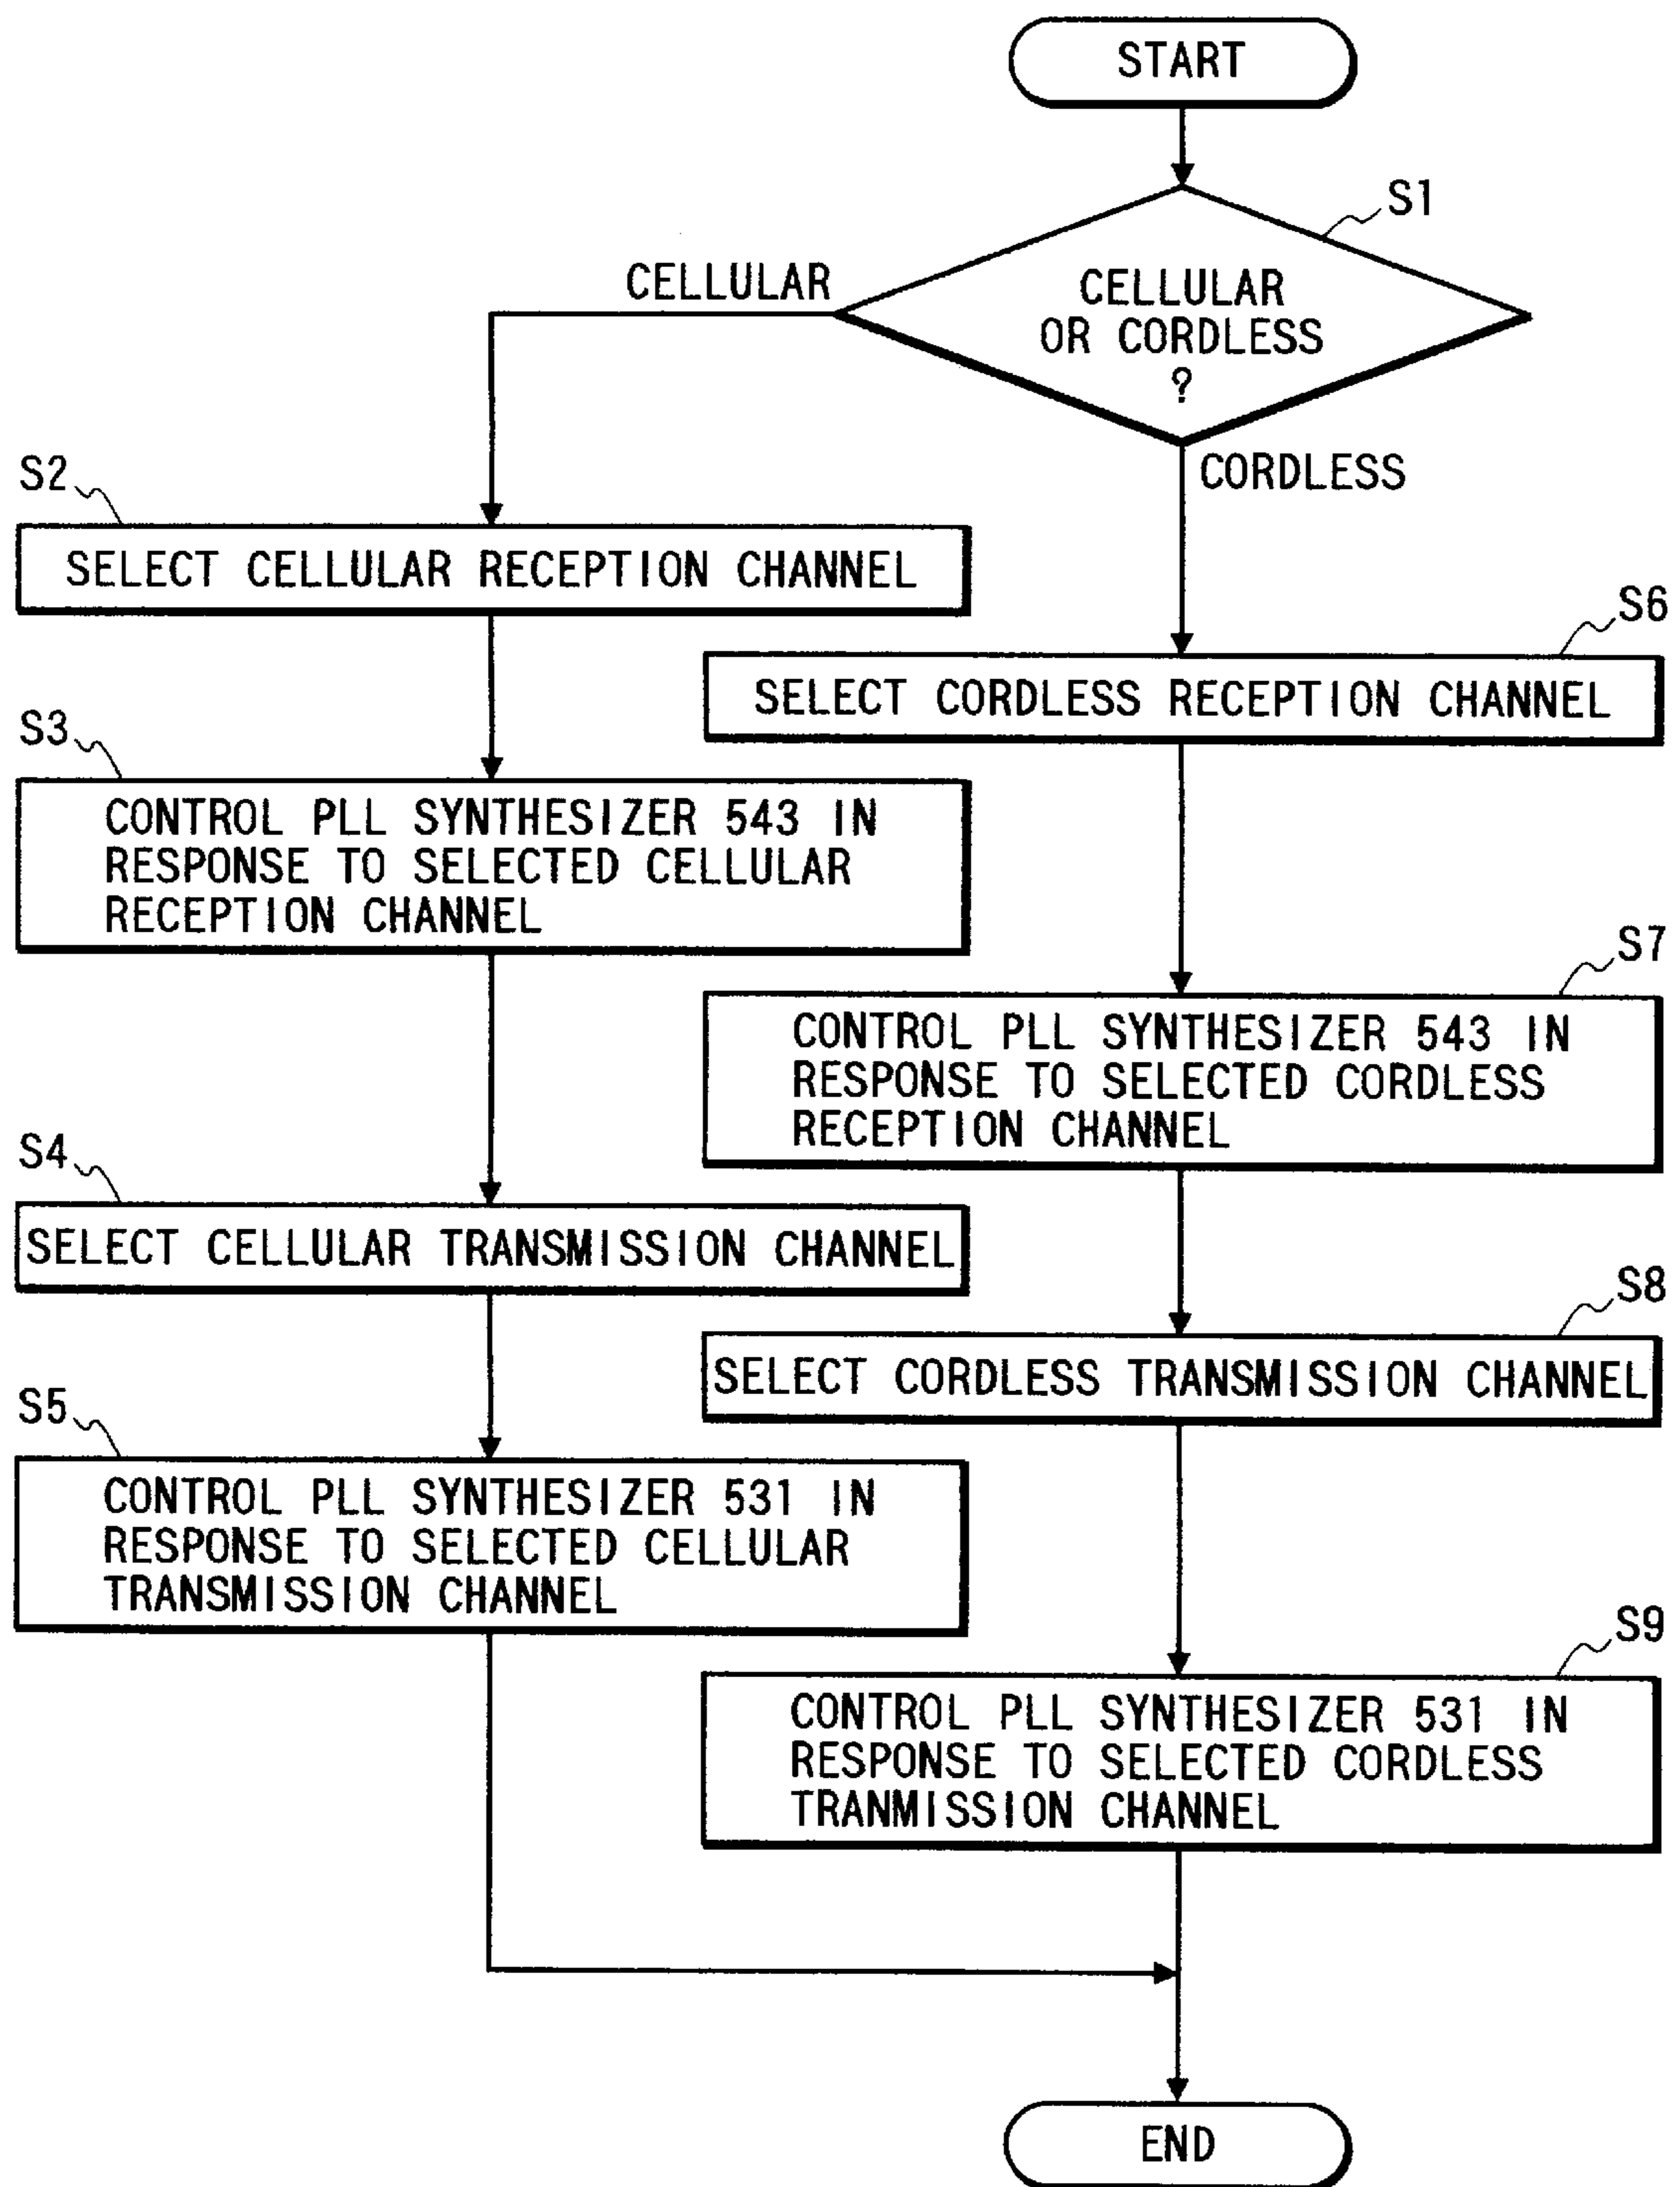 START
S1
CELLULAR
OR CORDLESS
?
CELLULAR
CORDLESS
S2
SELECT CELLULAR RECEPTION CHANNEL
S3
CONTROL PLL SYNTHESIZER 543 IN
RESPONSE TO SELECTED CELLULAR
RECEPTION CHANNEL
S4
SELECT CELLULAR TRANSMISSION CHANNEL
S5
CONTROL PLL SYNTHESIZER 531 IN
RESPONSE TO SELECTED CELLULAR
TRANSMISSION CHANNEL
S6
SELECT CORDLESS RECEPTION CHANNEL
S7
CONTROL PLL SYNTHESIZER 543 IN
RESPONSE TO SELECTED CORDLESS
RECEPTION CHANNEL
S8
SELECT CORDLESS TRANSMISSION CHANNEL
S9
CONTROL PLL SYNTHESIZER 531 IN
RESPONSE TO SELECTED CORDLESS
TRANMISSION CHANNEL
END